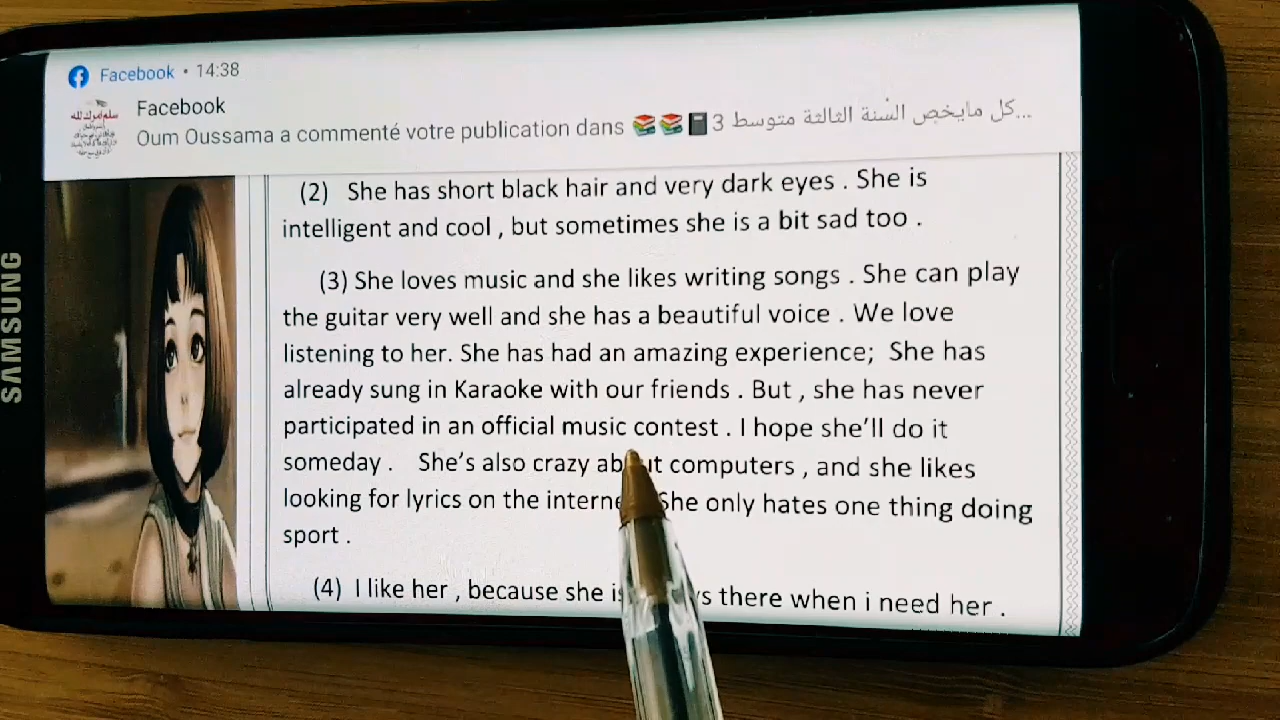 SAMSUNG
Facebook • 14:38
Facebook
Oum Oussama a commenté votre publication dans 📚📚📓3 كل مايخص السنة الثالثة متوسط...
(2) She has short black hair and very dark eyes . She is
intelligent and cool , but sometimes she is a bit sad too .
(3) She loves music and she likes writing songs . She can play
the guitar very well and she has a beautiful voice . We love
listening to her. She has had an amazing experience; She has
already sung in Karaoke with our friends . But , she has never
participated in an official music contest . I hope she'll do it
someday . She's also crazy about computers , and she likes
looking for lyrics on the internet She only hates one thing doing
sport .
(4) I like her , because she is there when i need her .